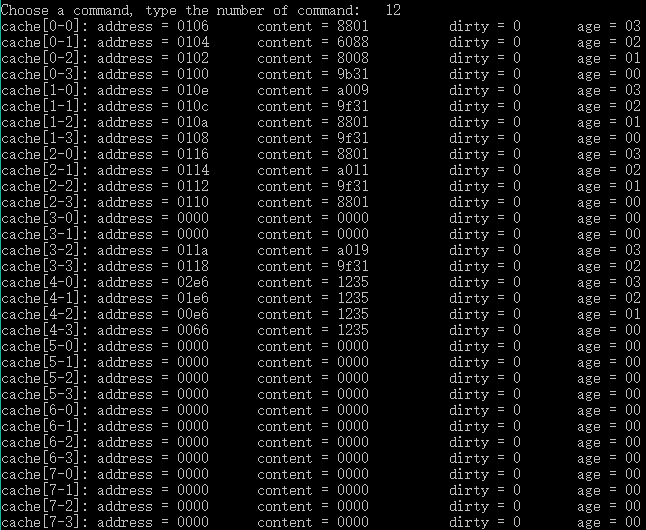 Choose a command, type the number of command:   12
cache[0-0]: address = 0106      content = 8801          dirty = 0       age = 03
cache[0-1]: address = 0104      content = 6088          dirty = 0       age = 02
cache[0-2]: address = 0102      content = 8008          dirty = 0       age = 01
cache[0-3]: address = 0100      content = 9b31          dirty = 0       age = 00
cache[1-0]: address = 010e      content = a009          dirty = 0       age = 03
cache[1-1]: address = 010c      content = 9f31          dirty = 0       age = 02
cache[1-2]: address = 010a      content = 8801          dirty = 0       age = 01
cache[1-3]: address = 0108      content = 9f31          dirty = 0       age = 00
cache[2-0]: address = 0116      content = 8801          dirty = 0       age = 03
cache[2-1]: address = 0114      content = a011          dirty = 0       age = 02
cache[2-2]: address = 0112      content = 9f31          dirty = 0       age = 01
cache[2-3]: address = 0110      content = 8801          dirty = 0       age = 00
cache[3-0]: address = 0000      content = 0000          dirty = 0       age = 00
cache[3-1]: address = 0000      content = 0000          dirty = 0       age = 00
cache[3-2]: address = 011a      content = a019          dirty = 0       age = 03
cache[3-3]: address = 0118      content = 9f31          dirty = 0       age = 02
cache[4-0]: address = 02e6      content = 1235          dirty = 0       age = 03
cache[4-1]: address = 01e6      content = 1235          dirty = 0       age = 02
cache[4-2]: address = 00e6      content = 1235          dirty = 0       age = 01
cache[4-3]: address = 0066      content = 1235          dirty = 0       age = 00
cache[5-0]: address = 0000      content = 0000          dirty = 0       age = 00
cache[5-1]: address = 0000      content = 0000          dirty = 0       age = 00
cache[5-2]: address = 0000      content = 0000          dirty = 0       age = 00
cache[5-3]: address = 0000      content = 0000          dirty = 0       age = 00
cache[6-0]: address = 0000      content = 0000          dirty = 0       age = 00
cache[6-1]: address = 0000      content = 0000          dirty = 0       age = 00
cache[6-2]: address = 0000      content = 0000          dirty = 0       age = 00
cache[6-3]: address = 0000      content = 0000          dirty = 0       age = 00
cache[7-0]: address = 0000      content = 0000          dirty = 0       age = 00
cache[7-1]: address = 0000      content = 0000          dirty = 0       age = 00
cache[7-2]: address = 0000      content = 0000          dirty = 0       age = 00
cache[7-3]: address = 0000      content = 0000          dirty = 0       age = 00